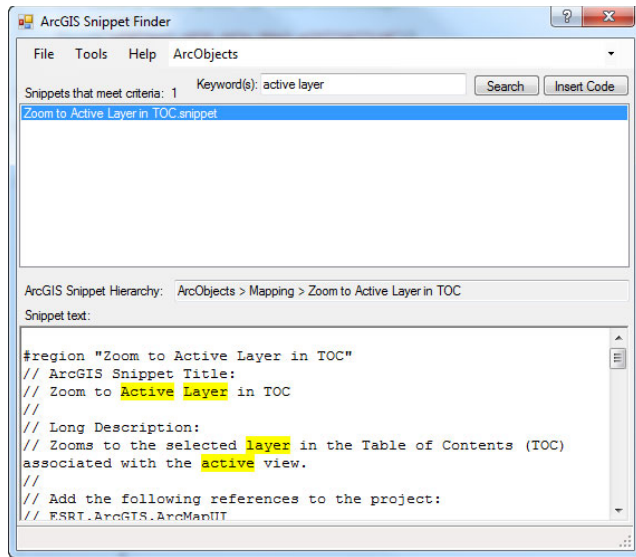 ArcGIS Snippet Finder
File Tools Help ArcObjects
Snippets that meet criteria: 1 Keyword(s): active layer Search Insert Code
Zoom to Active Layer in TOC.snippet
ArcGIS Snippet Hierarchy: ArcObjects > Mapping > Zoom to Active Layer in TOC
Snippet text:
#region "Zoom to Active Layer in TOC"
// ArcGIS Snippet Title:
// Zoom to Active Layer in TOC
//
// Long Description:
// Zooms to the selected layer in the Table of Contents (TOC)
associated with the active view.
//
// Add the following references to the project:
// ESRI.ArcGIS.ArcMapUI